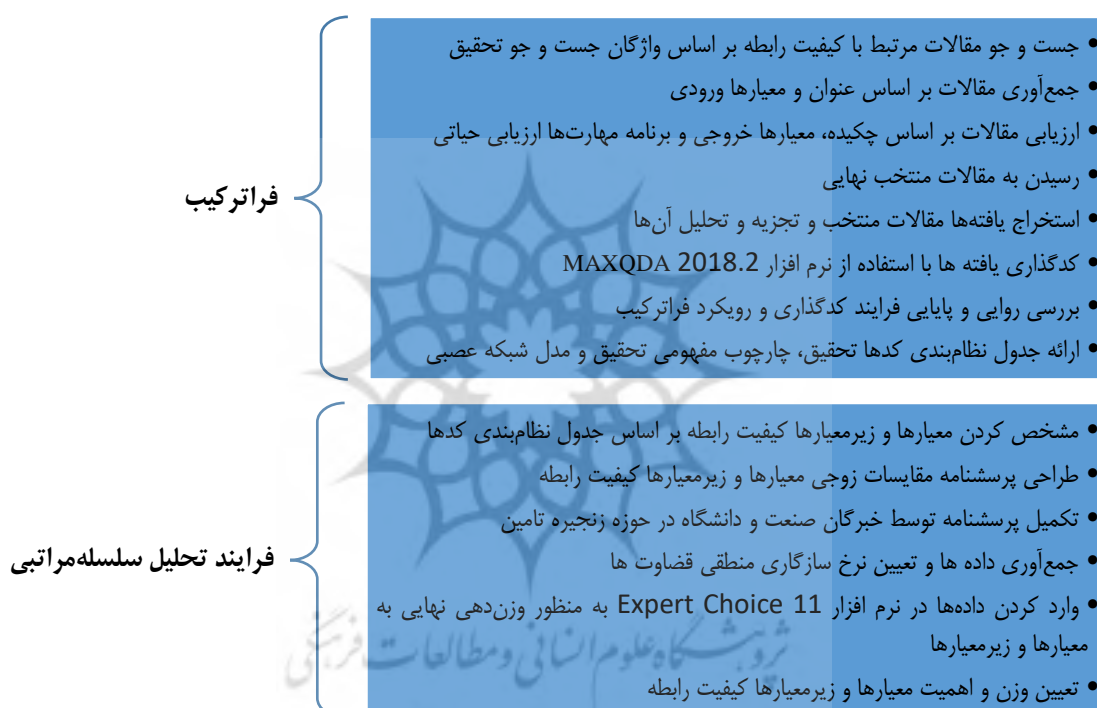 • جست و جو مقالات مرتبط با کیفیت رابطه بر اساس واژگان جست و جو تحقیق
• جمع‌آوری مقالات بر اساس عنوان و معیارها ورودی
• ارزیابی مقالات بر اساس چکیده، معیارها خروجی و برنامه مهارت‌ها ارزیابی حیاتی
• رسیدن به مقالات منتخب نهایی
• استخراج یافته‌ها مقالات منتخب و تجزیه و تحلیل آن‌ها
• کدگذاری یافته ها با استفاده از نرم افزار MAXQDA 2018.2
• بررسی روایی و پایایی فرایند کدگذاری و رویکرد فراترکیب
• ارائه جدول نظام‌بندی کدها تحقیق، چارچوب مفهومی تحقیق و مدل شبکه عصبی
فراترکیب
• مشخص کردن معیارها و زیرمعیارها کیفیت رابطه بر اساس جدول نظام‌بندی کدها
• طراحی پرسشنامه مقایسات زوجی معیارها و زیرمعیارها کیفیت رابطه
• تکمیل پرسشنامه توسط خبرگان صنعت و دانشگاه در حوزه زنجیره تامین
• جمع‌آوری داده ها و تعیین نرخ سازگاری منطقی قضاوت ها
• وارد کردن داده‌ها در نرم افزار Expert Choice 11 به منظور وزن‌دهی نهایی به
معیارها و زیرمعیارها
• تعیین وزن و اهمیت معیارها و زیرمعیارها کیفیت رابطه
فرایند تحلیل سلسله‌مراتبی
پژوهشگاه علوم انسانی و مطالعات فرهنگی